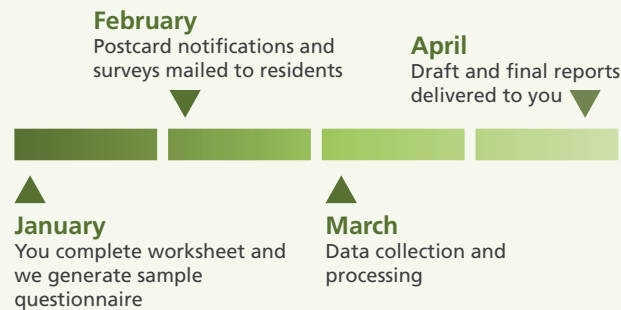 February
Postcard notifications and
surveys mailed to residents
April
Draft and final reports
delivered to you
January
You complete worksheet and
we generate sample
questionnaire
March
Data collection and
processing